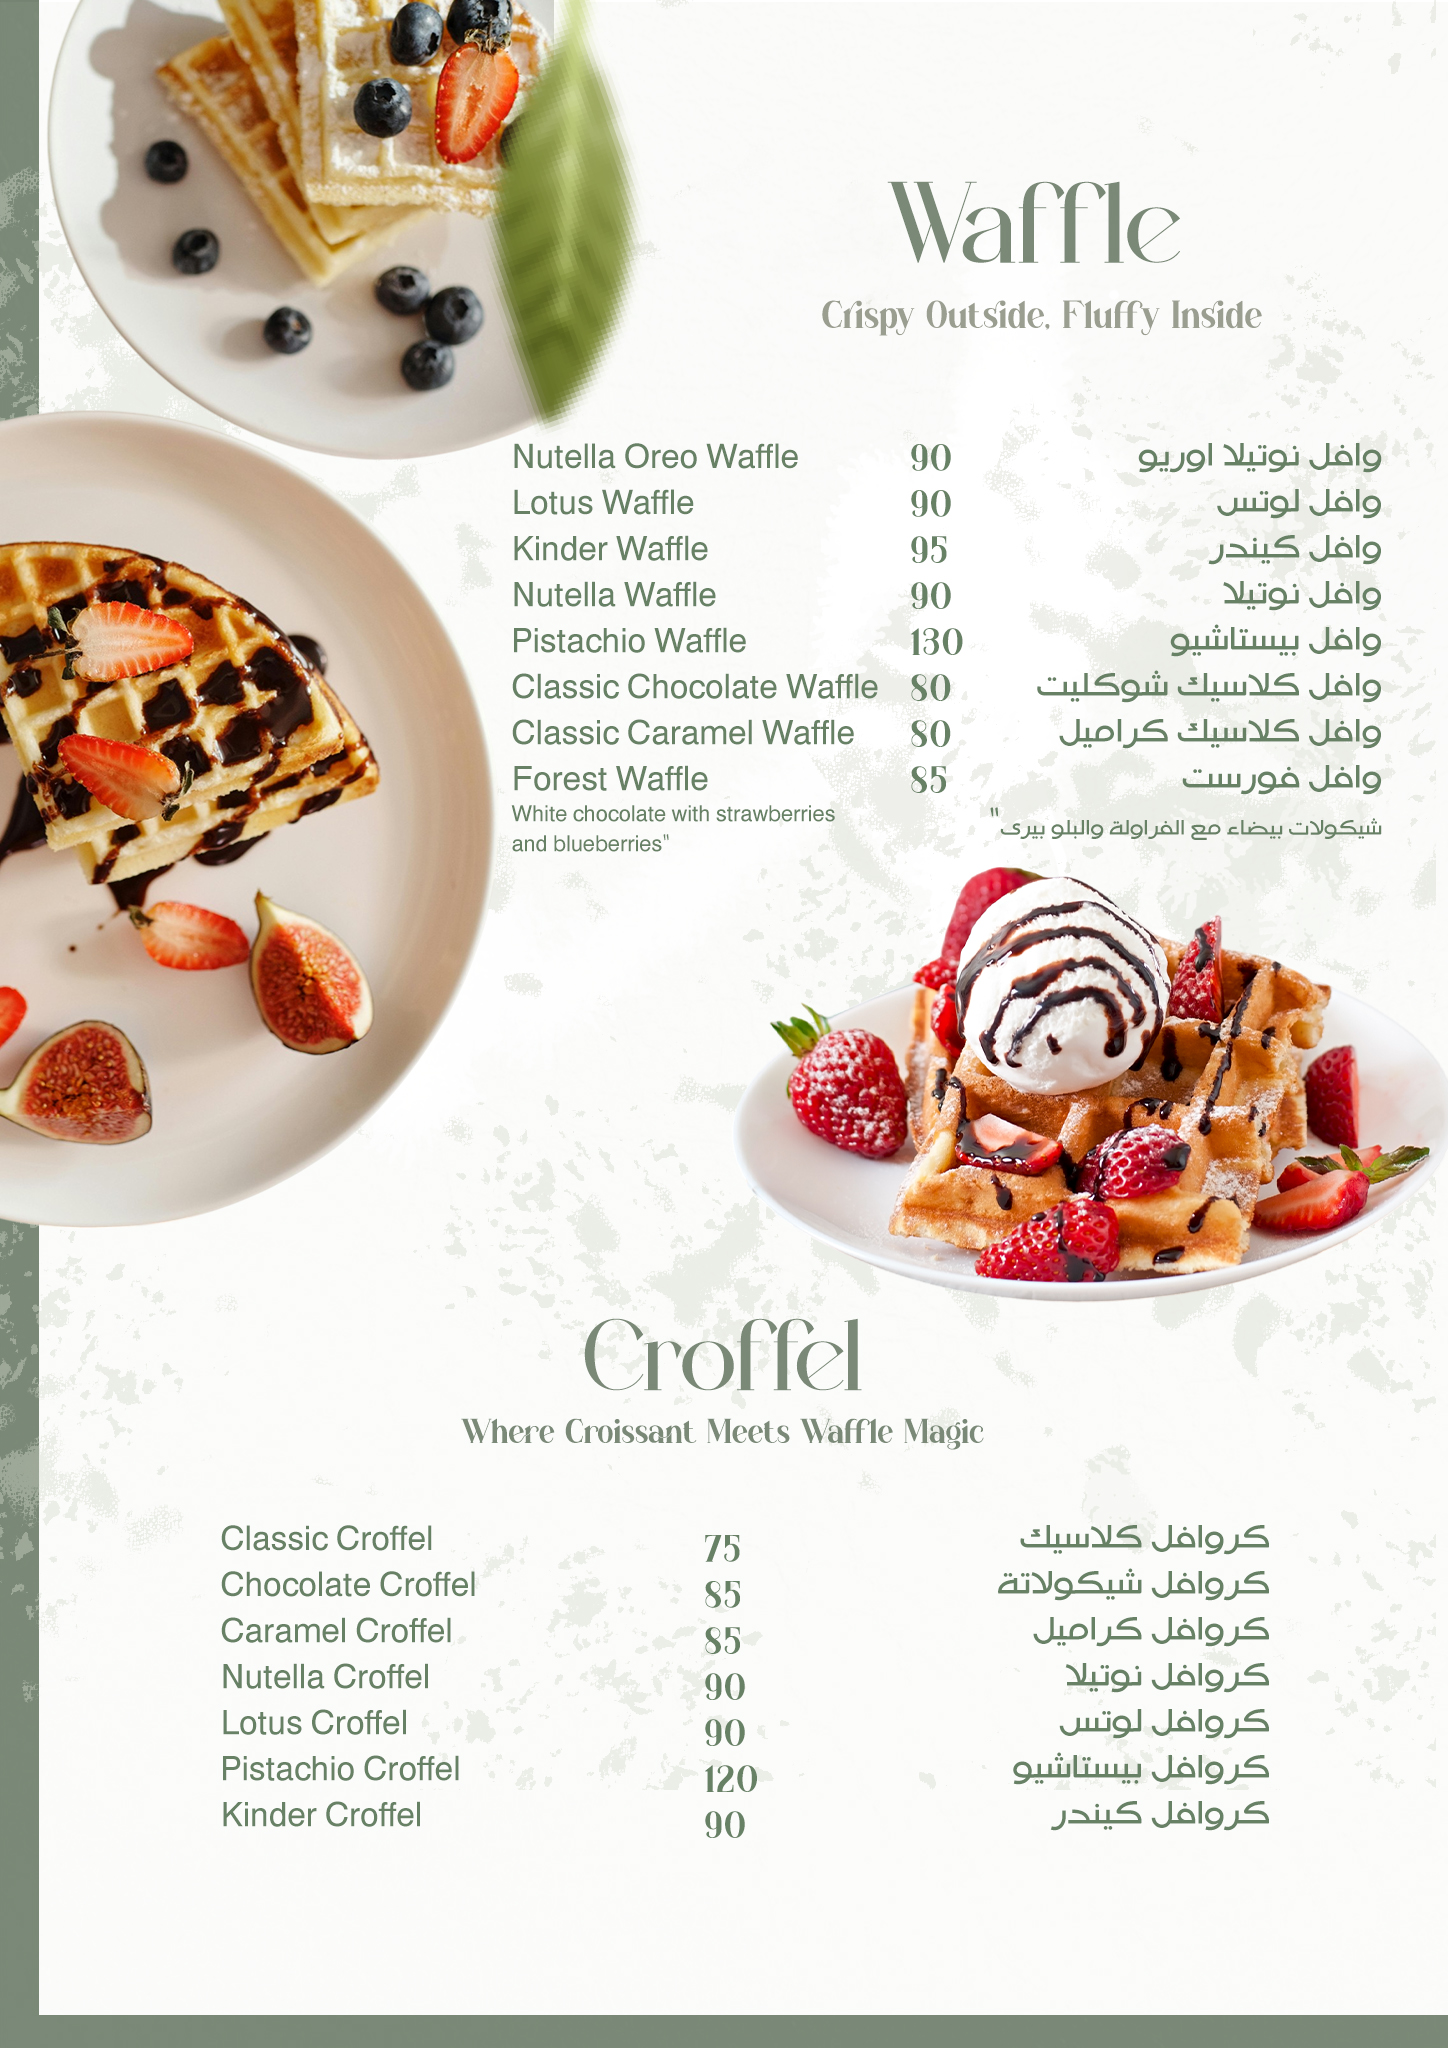 Waffle
Crispy Outside, Fluffy Inside
Nutella Oreo Waffle 90 وافل نوتيلا اوريو
Lotus Waffle 90 وافل لوتس
Kinder Waffle 95 وافل كيندر
Nutella Waffle 90 وافل نوتيلا
Pistachio Waffle 130 وافل بيستاشيو
Classic Chocolate Waffle 80 وافل كلاسيك شوكليت
Classic Caramel Waffle 80 وافل كلاسيك كراميل
Forest Waffle 85 وافل فورست
White chocolate with strawberries
and blueberries"
شيكولات بيضاء مع الفراولة والبلو بيرى"
Croffel
Where Croissant Meets Waffle Magic
Classic Croffel 75 كروافل كلاسيك
Chocolate Croffel 85 كروافل شيكولاتة
Caramel Croffel 85 كروافل كراميل
Nutella Croffel 90 كروافل نوتيلا
Lotus Croffel 90 كروافل لوتس
Pistachio Croffel 120 كروافل بيستاشيو
Kinder Croffel 90 كروافل كيندر